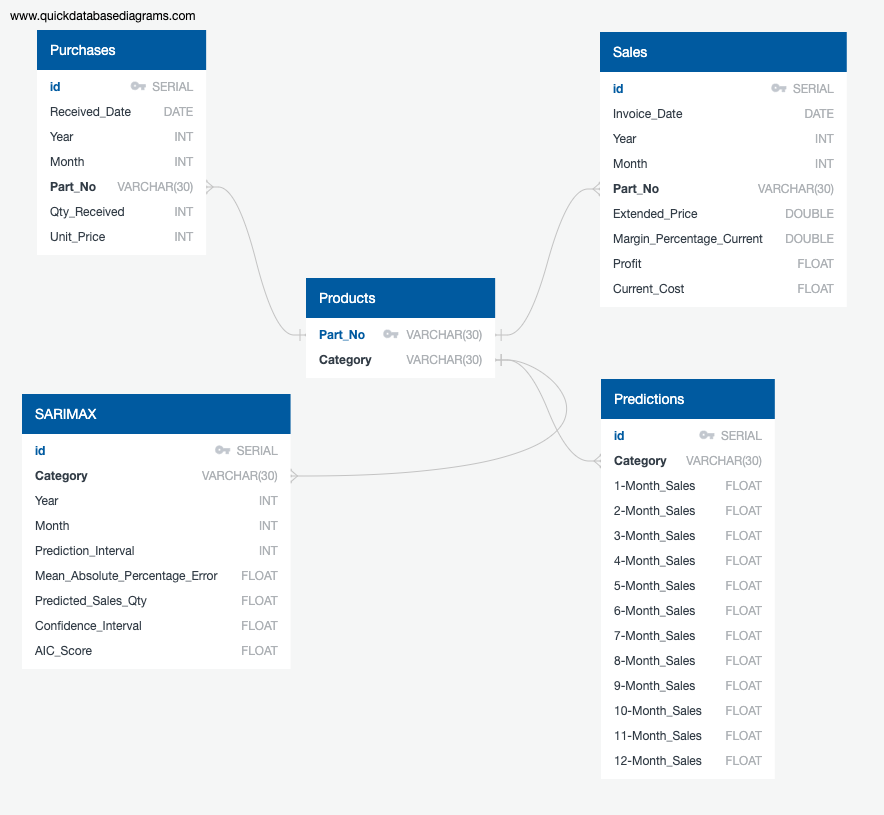 www.quickdatabasediagrams.com
Purchases
id SERIAL
Received_Date DATE
Year INT
Month INT
Part_No VARCHAR(30)
Qty_Received INT
Unit_Price INT
Sales
id SERIAL
Invoice_Date DATE
Year INT
Month INT
Part_No VARCHAR(30)
Extended_Price DOUBLE
Margin_Percentage_Current DOUBLE
Profit FLOAT
Current_Cost FLOAT
Products
Part_No VARCHAR(30)
Category VARCHAR(30)
SARIMAX
id SERIAL
Category VARCHAR(30)
Year INT
Month INT
Prediction_Interval INT
Mean_Absolute_Percentage_Error FLOAT
Predicted_Sales_Qty FLOAT
Confidence_Interval FLOAT
AIC_Score FLOAT
Predictions
id SERIAL
Category VARCHAR(30)
1-Month_Sales FLOAT
2-Month_Sales FLOAT
3-Month_Sales FLOAT
4-Month_Sales FLOAT
5-Month_Sales FLOAT
6-Month_Sales FLOAT
7-Month_Sales FLOAT
8-Month_Sales FLOAT
9-Month_Sales FLOAT
10-Month_Sales FLOAT
11-Month_Sales FLOAT
12-Month_Sales FLOAT